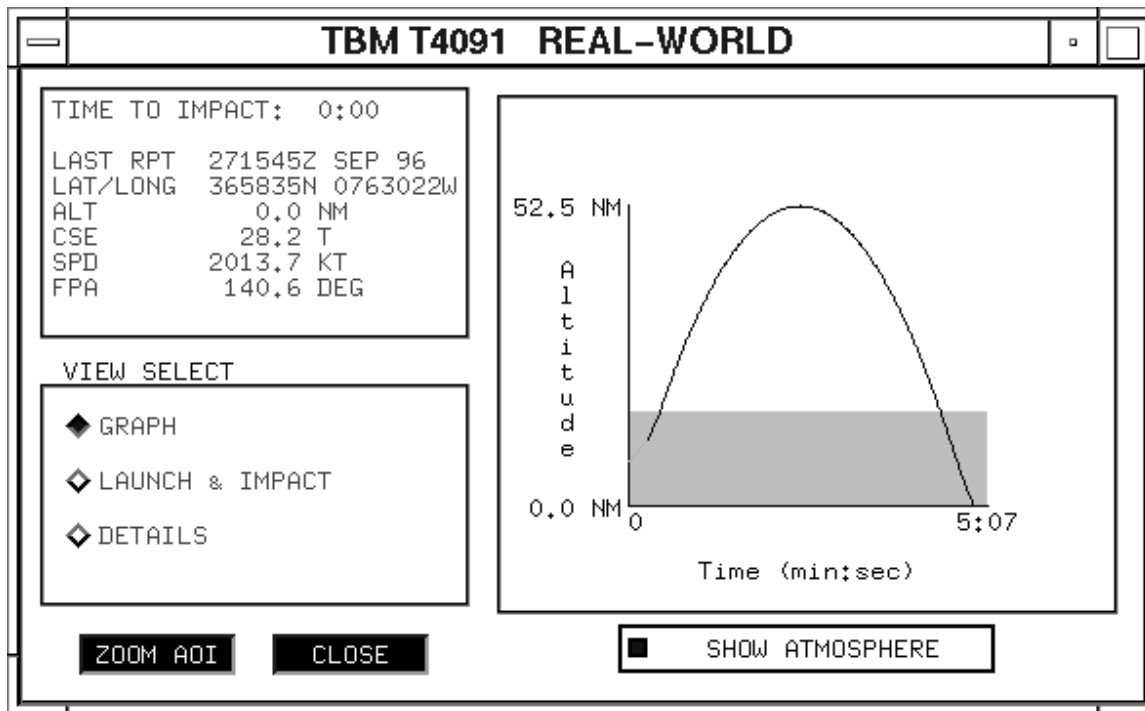 TBM T4091 REAL-WORLD
TIME TO IMPACT: 0:00
LAST RPT 271545Z SEP 96
LAT/LONG 365835N 0763022W
ALT 0.0 NM
CSE 28.2 T
SPD 2013.7 KT
FPA 140.6 DEG
VIEW SELECT
GRAPH
LAUNCH & IMPACT
DETAILS
ZOOM AOI
CLOSE
52.5 NM
Altitude
0.0 NM
0
5:07
Time (min:sec)
SHOW ATMOSPHERE